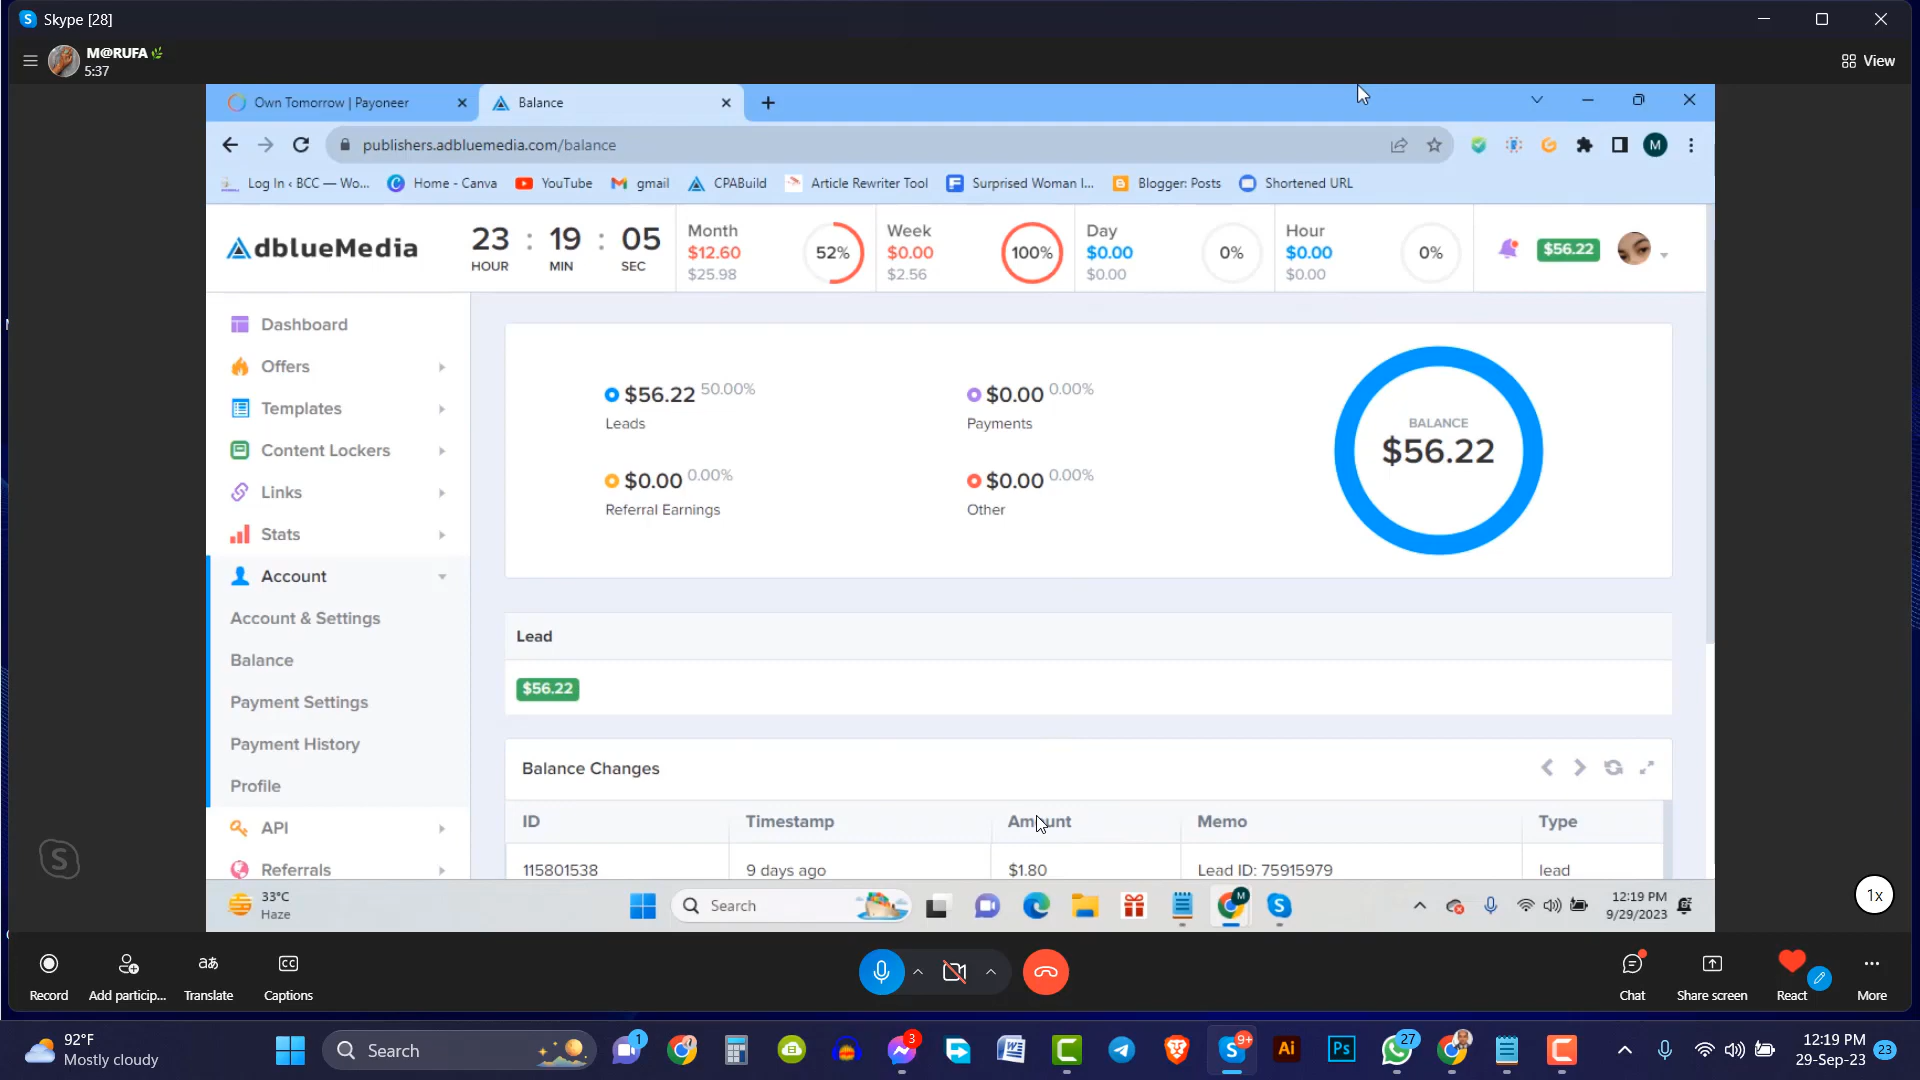 Skype [28]
M@RUFA🌿
5:37
View
Own Tomorrow | Payoneer
Balance
publishers.adbluemedia.com/balance
M
Log In ‹ BCC — Wo...
Home - Canva
YouTube
gmail
CPABuild
Article Rewriter Tool
Surprised Woman I...
Blogger: Posts
Shortened URL
AdblueMedia
23 : 19 : 05
HOUR MIN SEC
Month
$12.60
$25.98
52%
Week
$0.00
$2.56
100%
Day
$0.00
$0.00
0%
Hour
$0.00
$0.00
0%
$56.22
Dashboard
Offers
Templates
Content Lockers
Links
Stats
Account
Account & Settings
Balance
Payment Settings
Payment History
Profile
API
Referrals
$56.22 50.00%
Leads
$0.00 0.00%
Payments
$0.00 0.00%
Referral Earnings
$0.00 0.00%
Other
BALANCE
$56.22
Lead
$56.22
Balance Changes
ID Timestamp Amount Memo Type
115801538 9 days ago $1.80 Lead ID: 75915979 lead
33°C
Haze
Search
M
12:19 PM
9/29/2023
1x
Record
Add particip...
Translate
Captions
Chat
Share screen
React
More
92°F
Mostly cloudy
Search
1
3
9+
Ai
Ps
27
12:19 PM
29-Sep-23
23